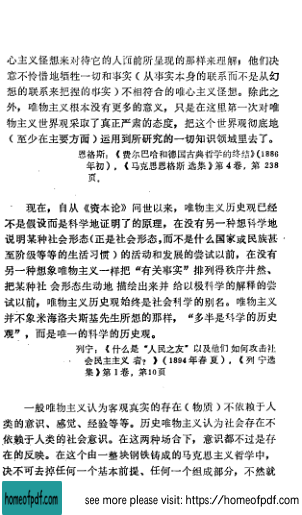 心主义怪想来对待它的人面前所呈现的那样来理解；他们决
意不怜惜地牺牲一切和事实（从事实本身的联系而不是从幻
想的联系来把握的事实）不相符合的唯心主义怪想。除此之
外，唯物主义根本没有更多的意义，只是在这里第一次对唯
物主义世界观采取了真正严肃的态度，把这个世界观彻底地
（至少在主要方面）运用到所研究的一切知识领域里去了。
恩格斯：《费尔巴哈和德国古典哲学的终结》（1886
年初），《马克思恩格斯选集》第4卷，第238
页。
现在，自从《资本论》问世以来，唯物主义历史观已经
不是假设而是科学地证明了的原理，在没有另一种想科学地
说明某种社会形态（正是社会形态，而不是什么国家或民族甚
至阶级等等的生活习惯）的活动和发展的尝试以前，在没有
另一种想象唯物主义一样把“有关事实”排列得秩序井然、
把某种社会形态生动地描绘出来并给以极科学的解释的尝
试以前，唯物主义历史观始终是社会科学的别名。唯物主义
并不象米海洛夫斯基先生所想的那样，“多半是科学的历史
观”，而是唯一的科学的历史观。
列宁：《什么是“人民之友”以及他们如何攻击社
会民主主义者？》（1894年春夏），《列宁选
集》第1卷，第10页
一般唯物主义认为客观真实的存在（物质）不依赖于人
类的意识、感觉、经验等等。历史唯物主义认为社会存在不
依赖于人类的社会意识。在这两种场合下，意识都不过是存
在的反映。在这个由一整块钢铁铸成的马克思主义哲学中，
决不可去掉任何一个基本前提、任何一个组成部分，不然就
homeofpdf.com see more please visit: https://homeofpdf.com